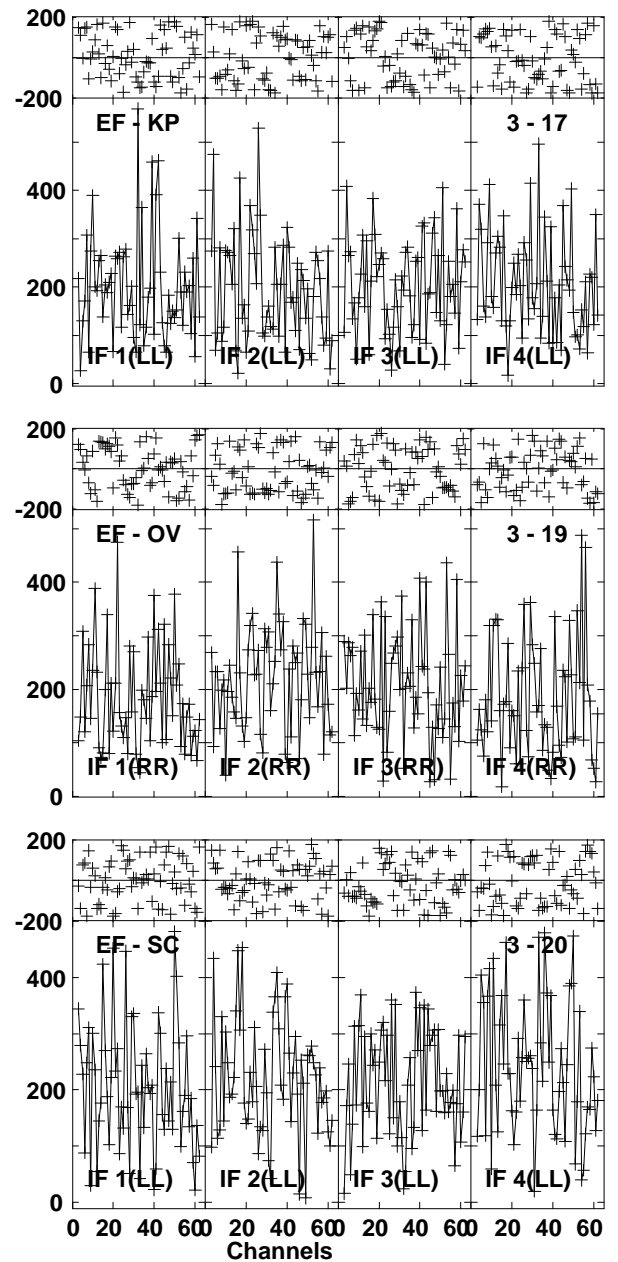 200
-200
EF - KP 3 - 17
400
200
IF 1(LL) IF 2(LL) IF 3(LL) IF 4(LL)
0
200
-200
EF - OV 3 - 19
400
200
IF 1(RR) IF 2(RR) IF 3(RR) IF 4(RR)
0
200
-200
EF - SC 3 - 20
400
200
IF 1(LL) IF 2(LL) IF 3(LL) IF 4(LL)
0
0 20 40 60 0 20 40 60 0 20 40 60 0 20 40 60
Channels